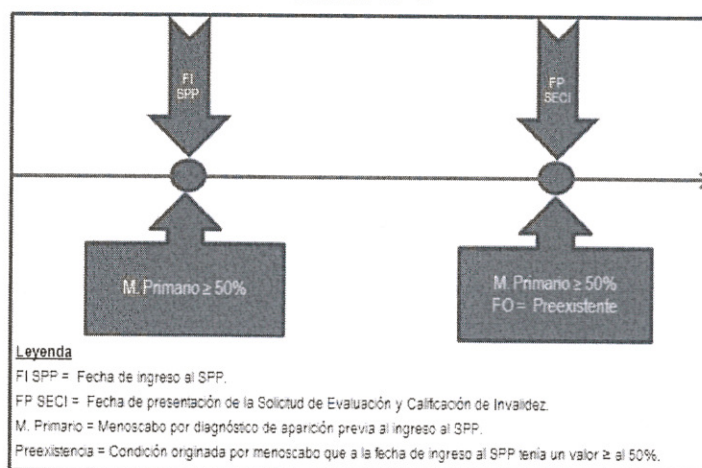 FI
SPP
FP
SECI
M. Primario ≥ 50%
M. Primario ≥ 50%
FO = Preexistente
Leyenda
FI SPP = Fecha de ingreso al SPP.
FP SECI = Fecha de presentación de la Solicitud de Evaluación y Calificación de Invalidez.
M. Primario = Menoscabo por diagnóstico de aparición previa al ingreso al SPP.
Preexistencia = Condición originada por menoscabo que a la fecha de ingreso al SPP tenía un valor ≥ al 50%.